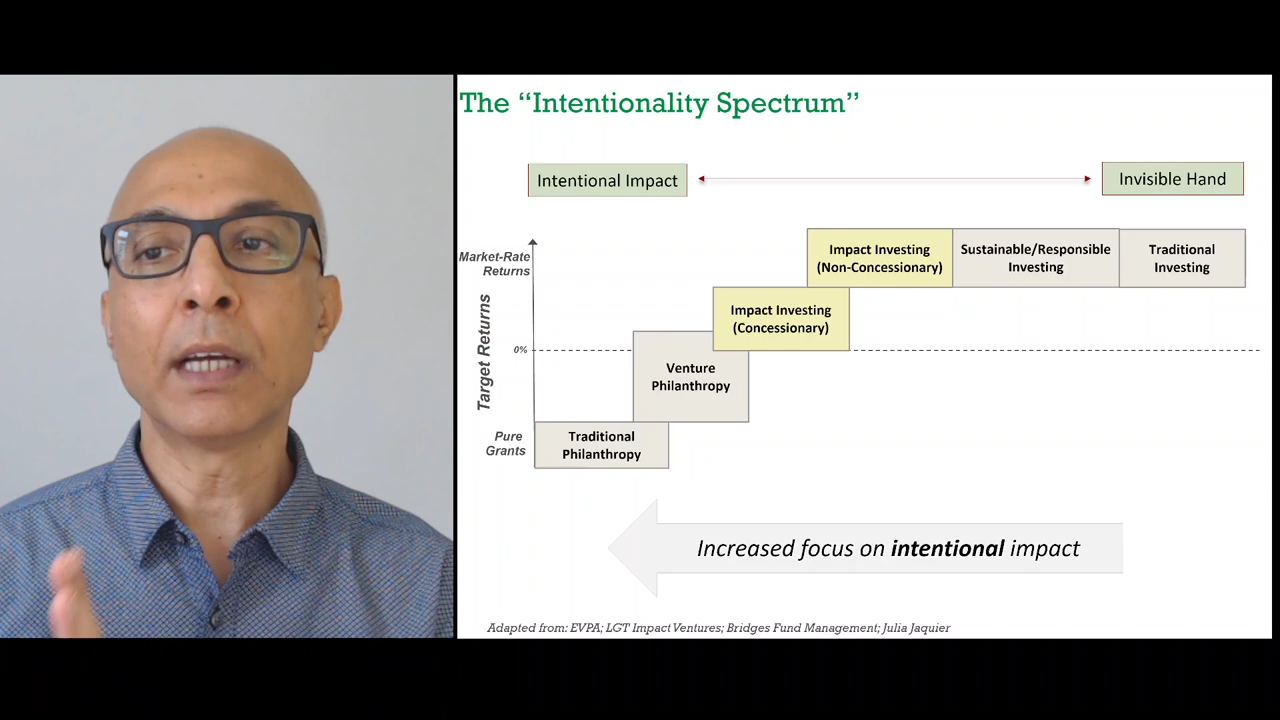 The “Intentionality Spectrum”
Intentional Impact
Invisible Hand
Market-Rate
Returns
Target Returns
0%
Pure
Grants
Impact Investing
(Non-Concessionary)
Sustainable/Responsible
Investing
Traditional
Investing
Impact Investing
(Concessionary)
Venture
Philanthropy
Traditional
Philanthropy
Increased focus on intentional impact
Adapted from: EVPA; LGT Impact Ventures; Bridges Fund Management; Julia Jaquier